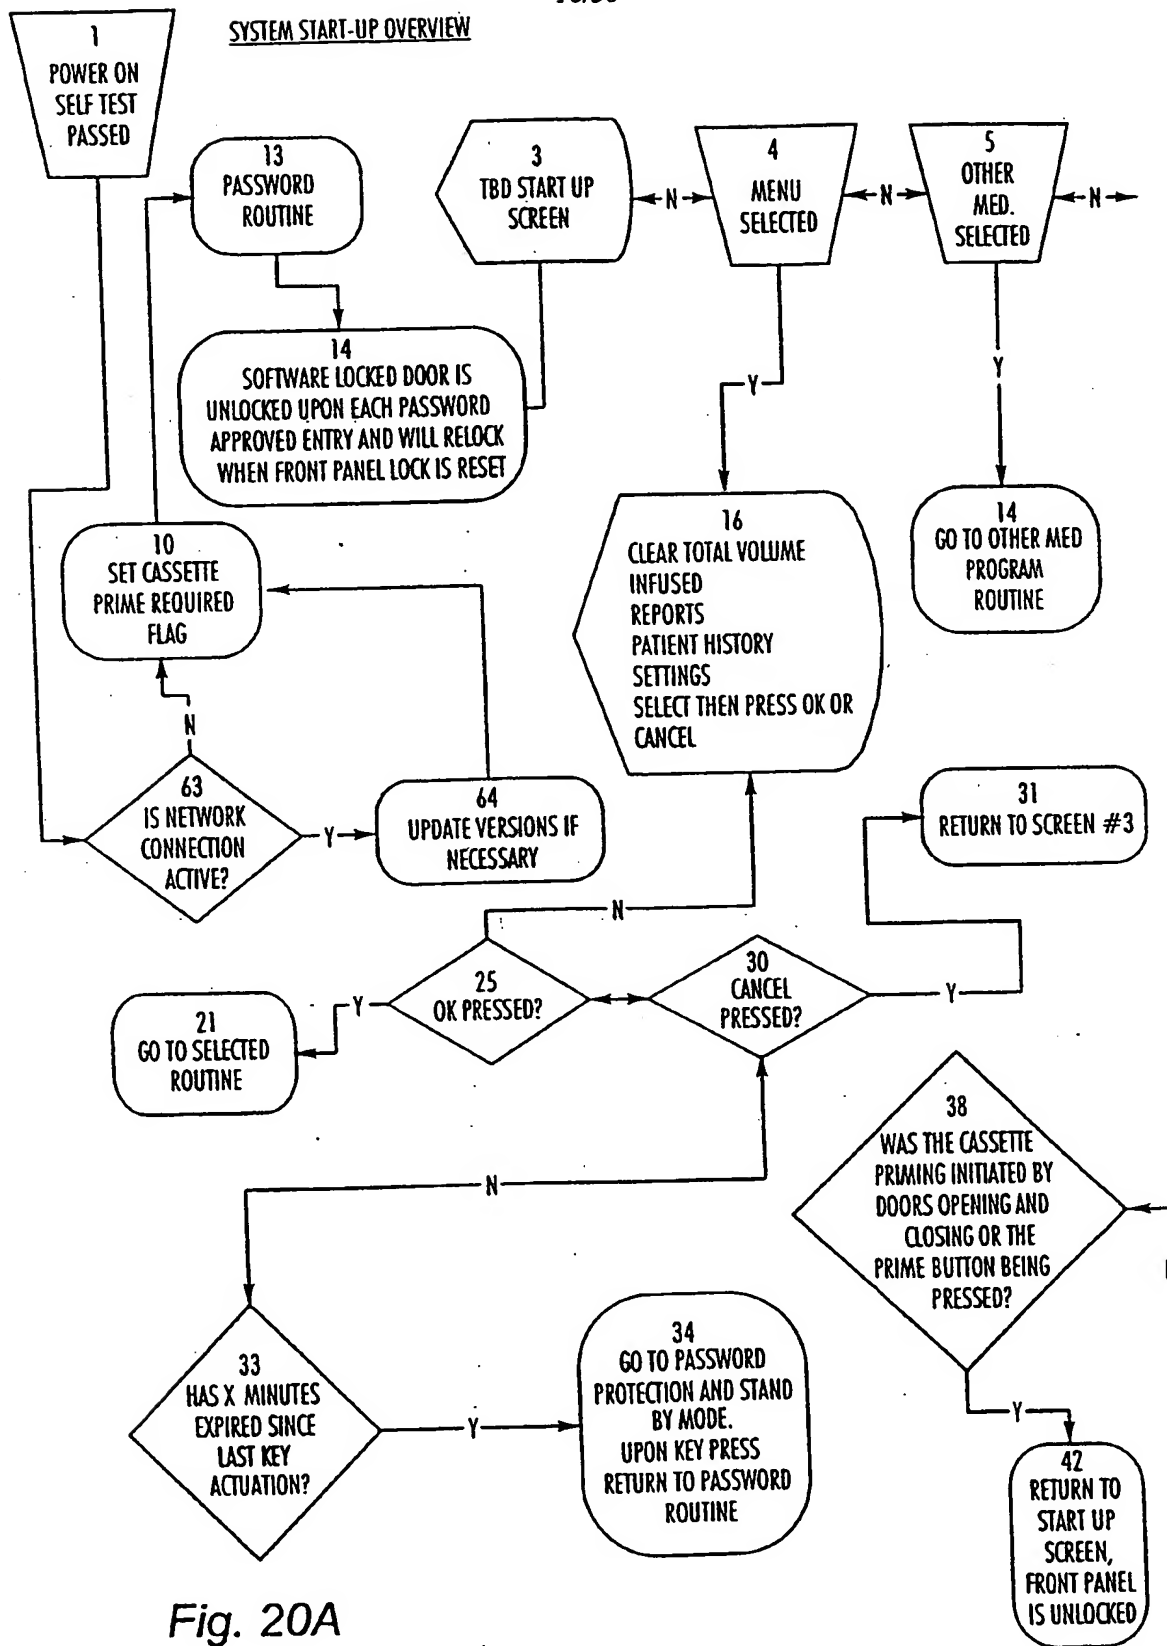 SYSTEM START-UP OVERVIEW
1
POWER ON
SELF TEST
PASSED
13
PASSWORD
ROUTINE
3
TBD START UP
SCREEN
N
4
MENU
SELECTED
N
5
OTHER
MED.
SELECTED
N
14
SOFTWARE LOCKED DOOR IS
UNLOCKED UPON EACH PASSWORD
APPROVED ENTRY AND WILL RELOCK
WHEN FRONT PANEL LOCK IS RESET
Y
Y
10
SET CASSETTE
PRIME REQUIRED
FLAG
16
CLEAR TOTAL VOLUME
INFUSED
REPORTS
PATIENT HISTORY
SETTINGS
SELECT THEN PRESS OK OR
CANCEL
14
GO TO OTHER MED
PROGRAM
ROUTINE
N
63
IS NETWORK
CONNECTION
ACTIVE?
Y
64
UPDATE VERSIONS IF
NECESSARY
31
RETURN TO SCREEN #3
N
25
OK PRESSED?
30
CANCEL
PRESSED?
Y
Y
21
GO TO SELECTED
ROUTINE
N
38
WAS THE CASSETTE
PRIMING INITIATED BY
DOORS OPENING AND
CLOSING OR THE
PRIME BUTTON BEING
PRESSED?
33
HAS X MINUTES
EXPIRED SINCE
LAST KEY
ACTUATION?
Y
34
GO TO PASSWORD
PROTECTION AND STAND
BY MODE.
UPON KEY PRESS
RETURN TO PASSWORD
ROUTINE
Y
42
RETURN TO
START UP
SCREEN,
FRONT PANEL
IS UNLOCKED
Fig. 20A